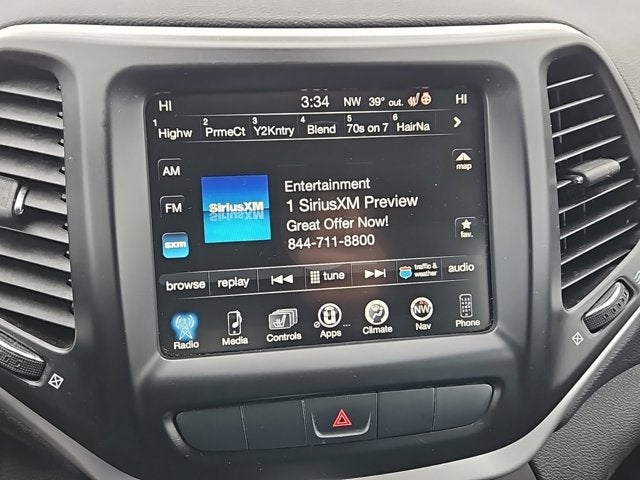 HI 3:34 NW 39° out. HI
1 Highw 2 PrmeCt 3 Y2Kntry 4 Blend 5 70s on 7 6 HairNa
AM
FM
sxm
SiriusXM
Entertainment
1 SiriusXM Preview
Great Offer Now!
844-711-8800
map
fav.
browse replay tune traffic & weather audio
Radio Media Controls Apps ... Climate NW Nav Phone